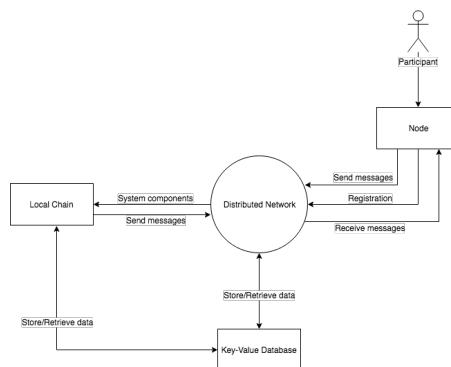 Participant
Node
Send messages
System components
Registration
Local Chain
Distributed Network
Send messages
Receive messages
Store/Retrieve data
Store/Retrieve data
Key-Value Database